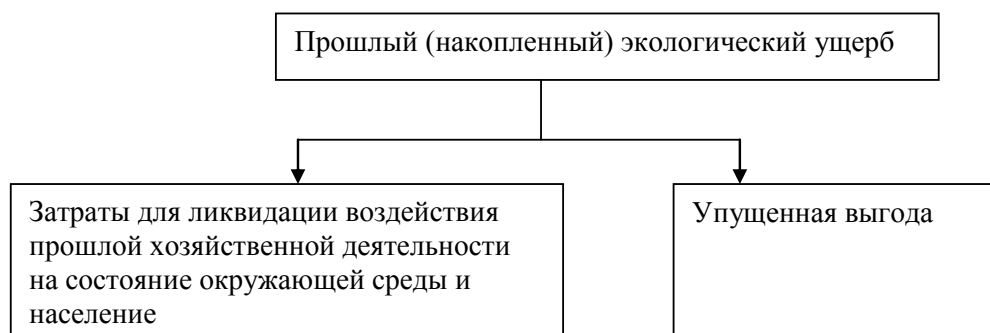 Прошлый (накопленный) экологический ущерб
Затраты для ликвидации воздействия
прошлой хозяйственной деятельности
на состояние окружающей среды и
население
Упущенная выгода